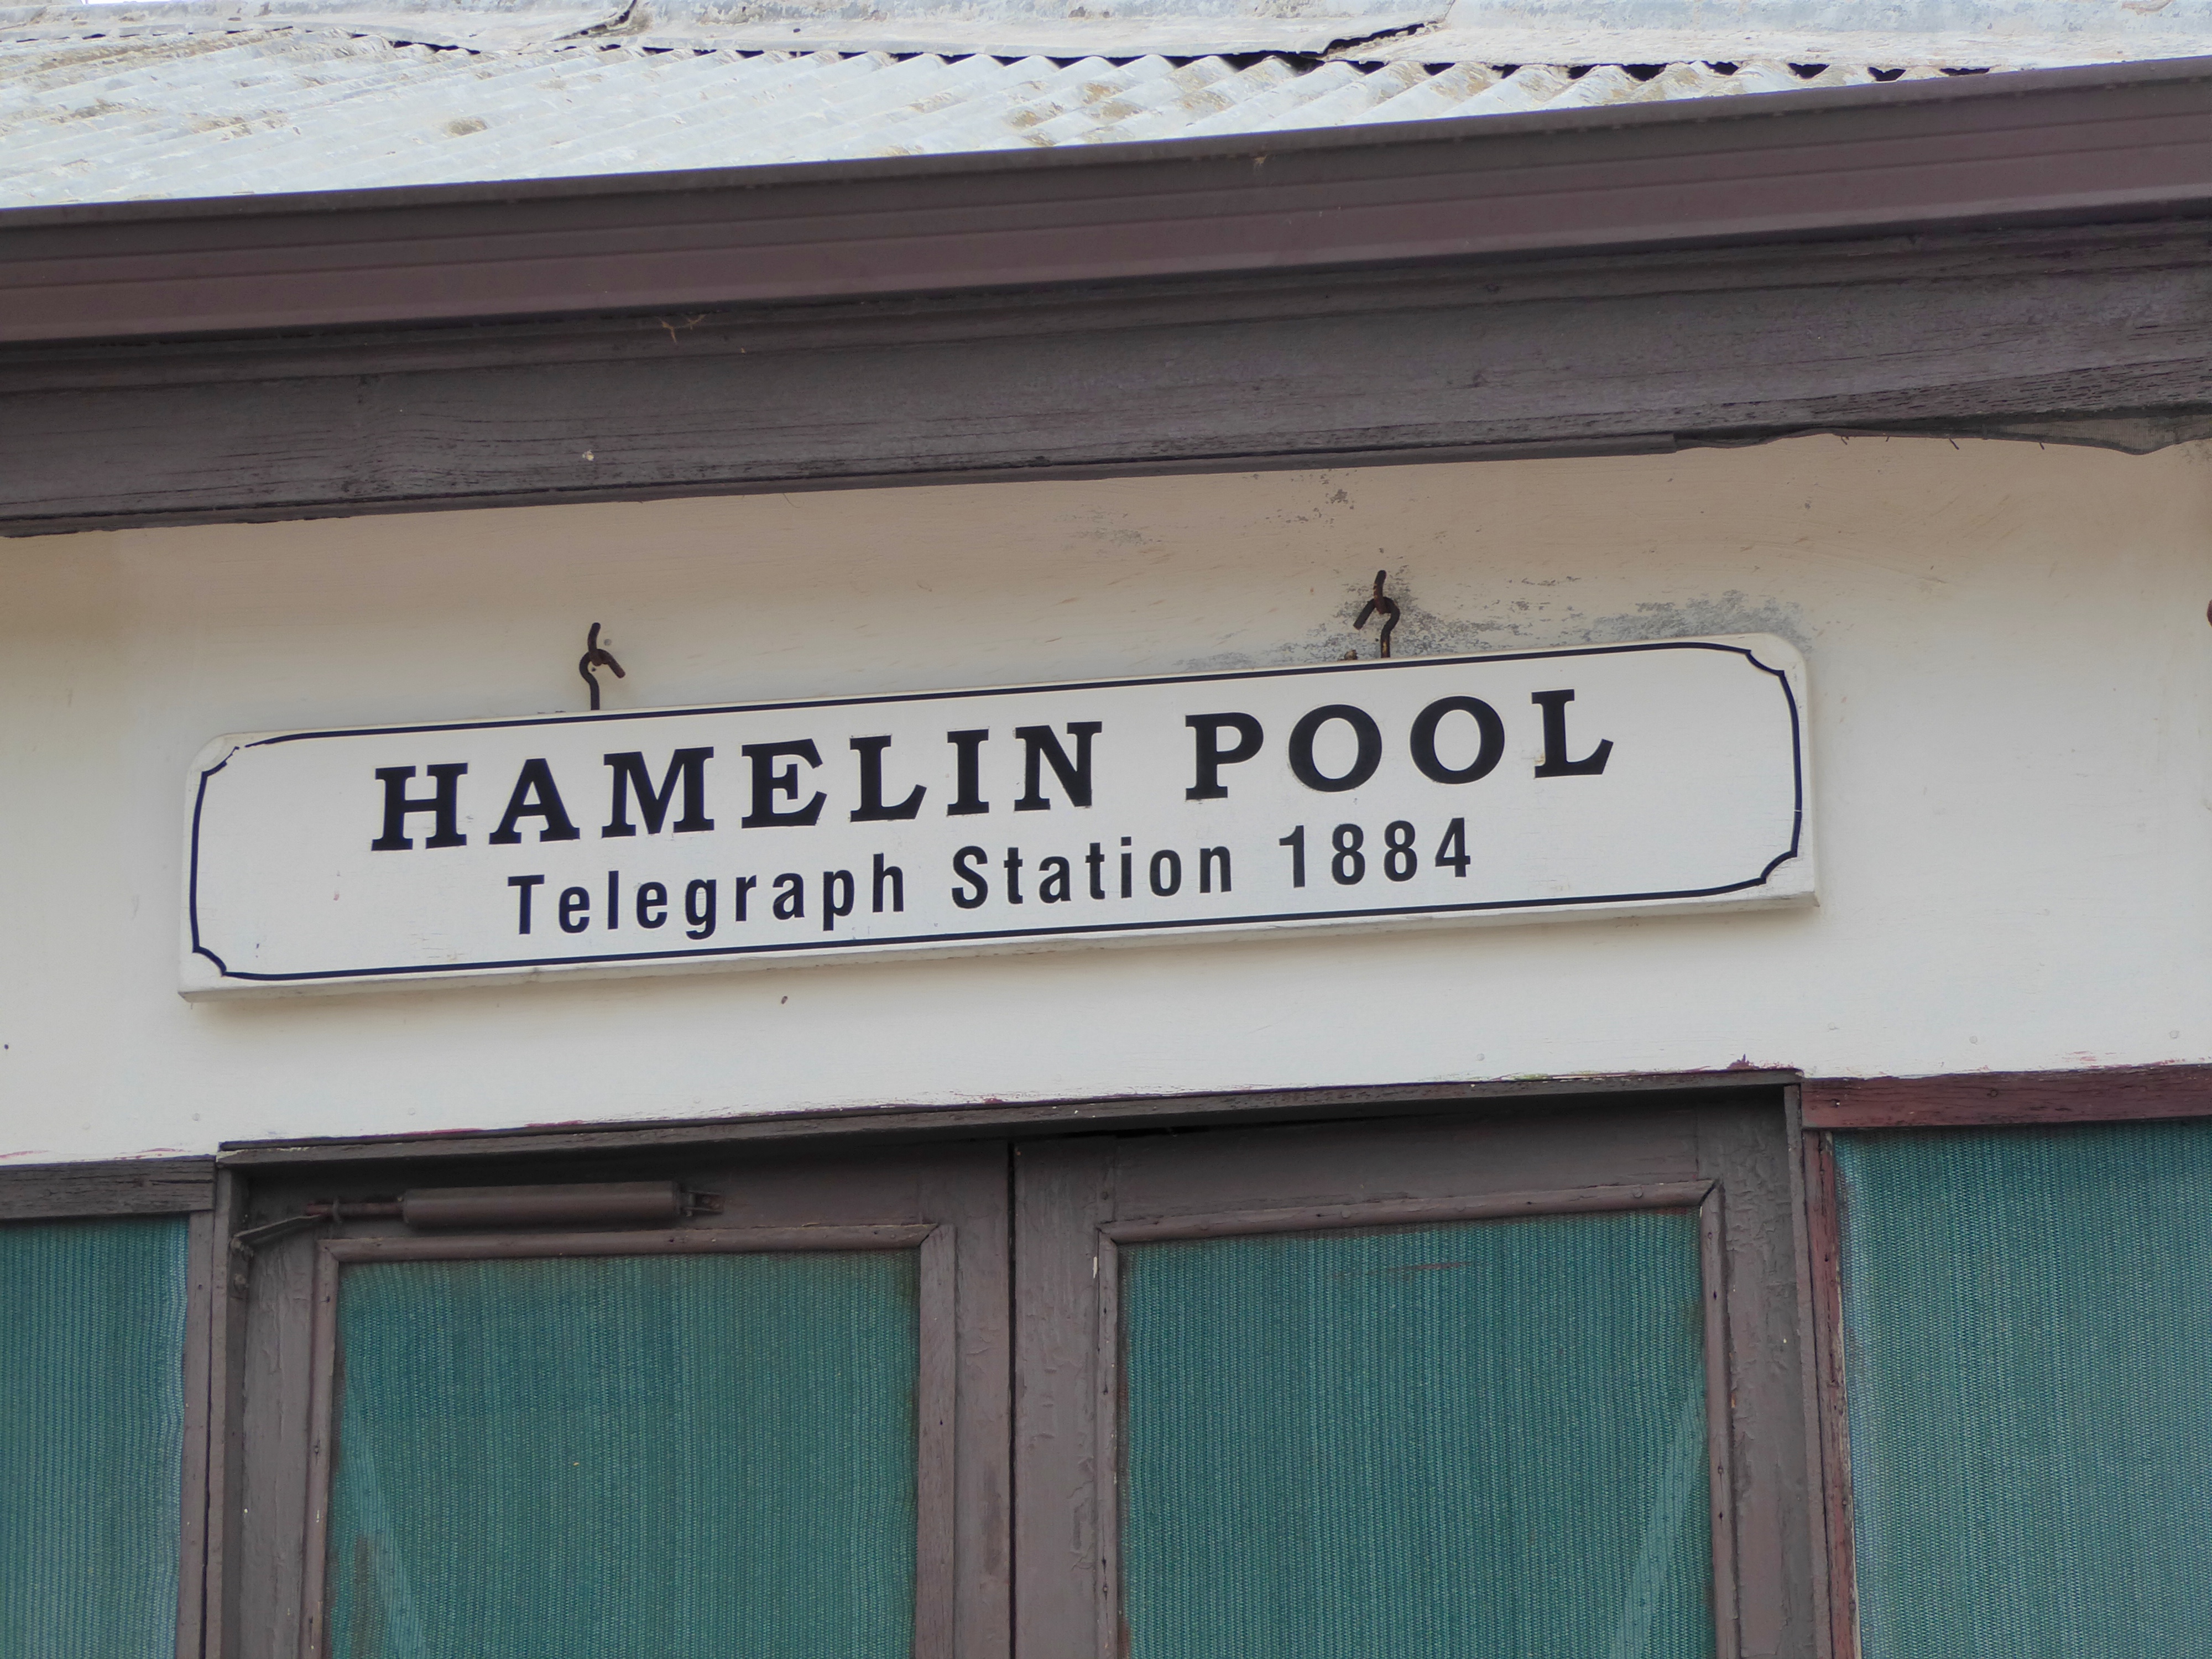 HAMELIN POOL
Telegraph Station 1884